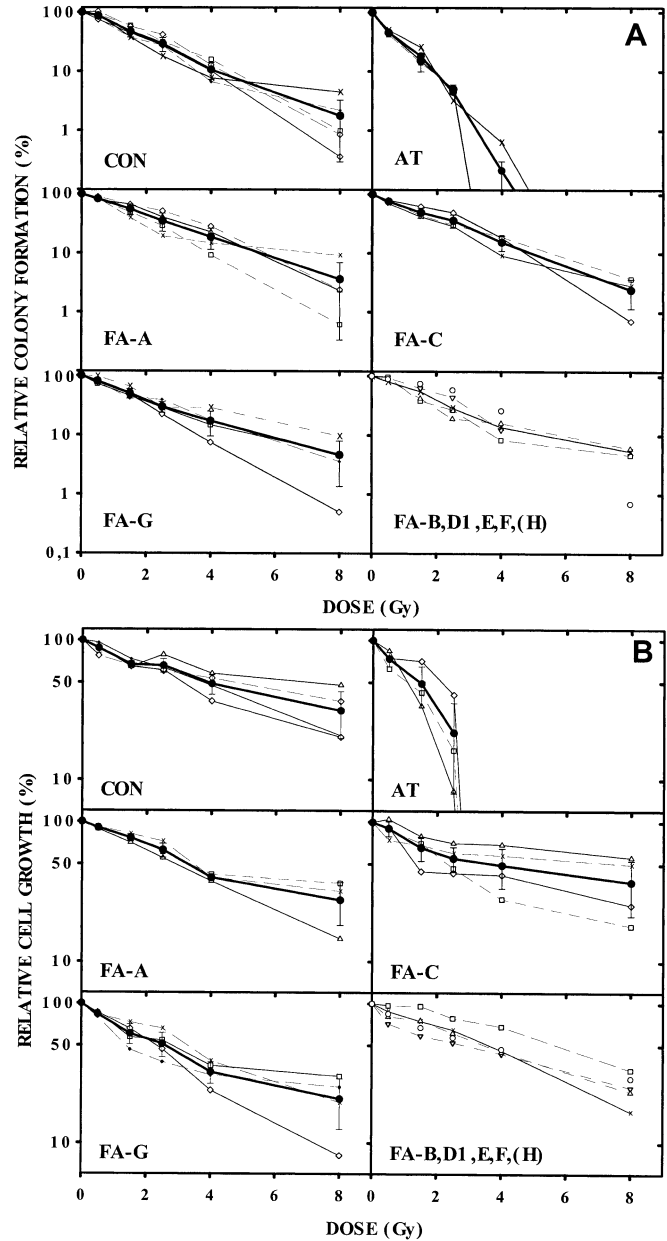 A
RELATIVE COLONY FORMATION (%)
100
10
1
CON
AT
100
10
1
FA-A
FA-C
100
10
1
0,1
FA-G
FA-B,D1,E,F,(H)
0 2 4 6 8 0 2 4 6 8
DOSE (Gy)
B
RELATIVE CELL GROWTH (%)
100
50
10
CON
AT
100
50
10
FA-A
FA-C
100
50
10
FA-G
FA-B,D1,E,F,(H)
0 2 4 6 8 0 2 4 6 8
DOSE (Gy)